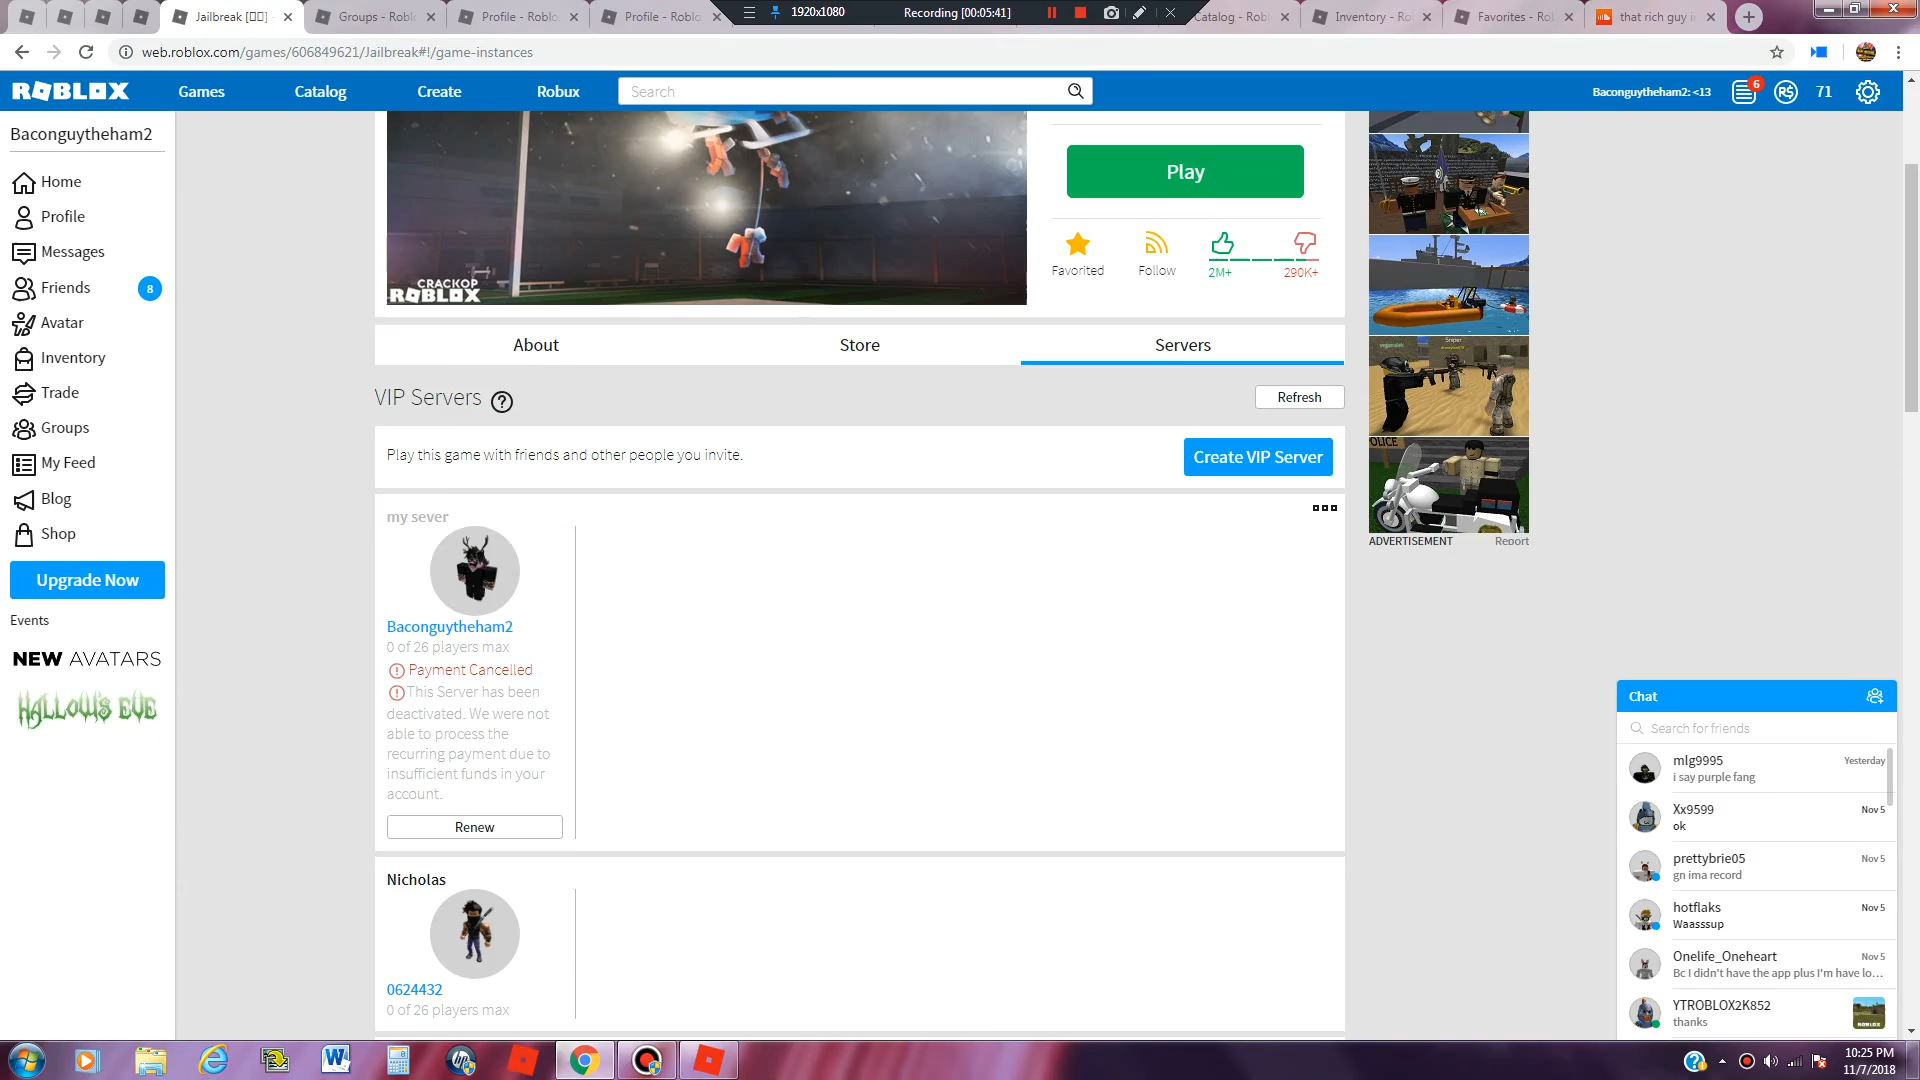 Jailbreak [
Groups - Roblo
Profile - Roblo
Profile - Roblo
1920x1080
Recording [00:05:41]
Catalog - Ro
Inventory - Ro
Favorites - Rob
that rich guy i
web.roblox.com/games/606849621/Jailbreak#!/game-instances
ROBLOX
Games
Catalog
Create
Robux
Search
Baconguytheham2: <13
6
R$
71
Baconguytheham2
Home
Profile
Messages
Friends
8
Avatar
Inventory
Trade
Groups
My Feed
Blog
Shop
Upgrade Now
Events
NEW AVATARS
HALLOW'S EVE
CRACKOP
ROBLOX
Play
Favorited
Follow
2M+
290K+
About
Store
Servers
VIP Servers
Refresh
Play this game with friends and other people you invite.
Create VIP Server
my sever
Baconguytheham2
0 of 26 players max
Payment Cancelled
This Server has been
deactivated. We were not
able to process the
recurring payment due to
insufficient funds in your
account.
Renew
Nicholas
0624432
0 of 26 players max
Sniper
POLICE
ADVERTISEMENT
Report
Chat
Search for friends
mlg9995
Yesterday
i say purple fang
Xx9599
Nov 5
ok
prettybrie05
Nov 5
gn ima record
hotflaks
Nov 5
Waasssup
Onelife_Oneheart
Nov 5
Bc I didn't have the app plus I'm have lo...
YTROBLOX2K852
thanks
ROBLOX
10:25 PM
11/7/2018